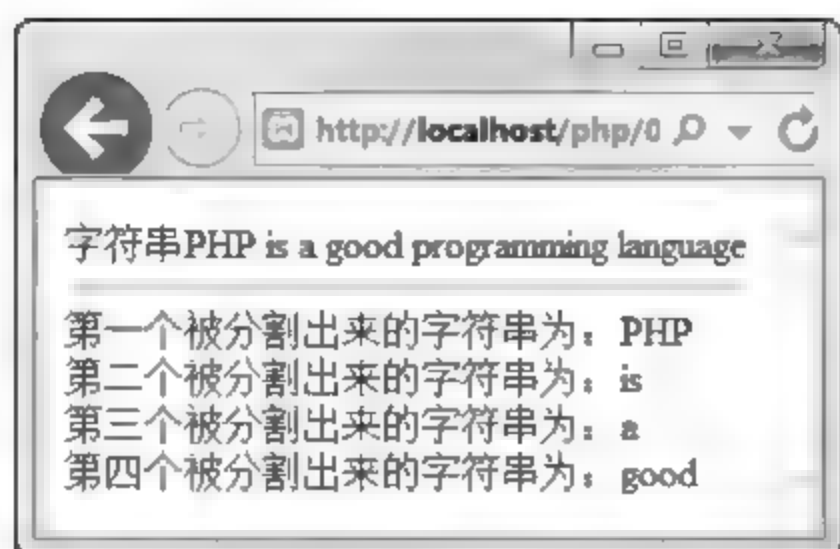 http://localhost/php/0
字符串PHP is a good programming language
第一个被分割出来的字符串为：PHP
第二个被分割出来的字符串为：is
第三个被分割出来的字符串为：a
第四个被分割出来的字符串为：good